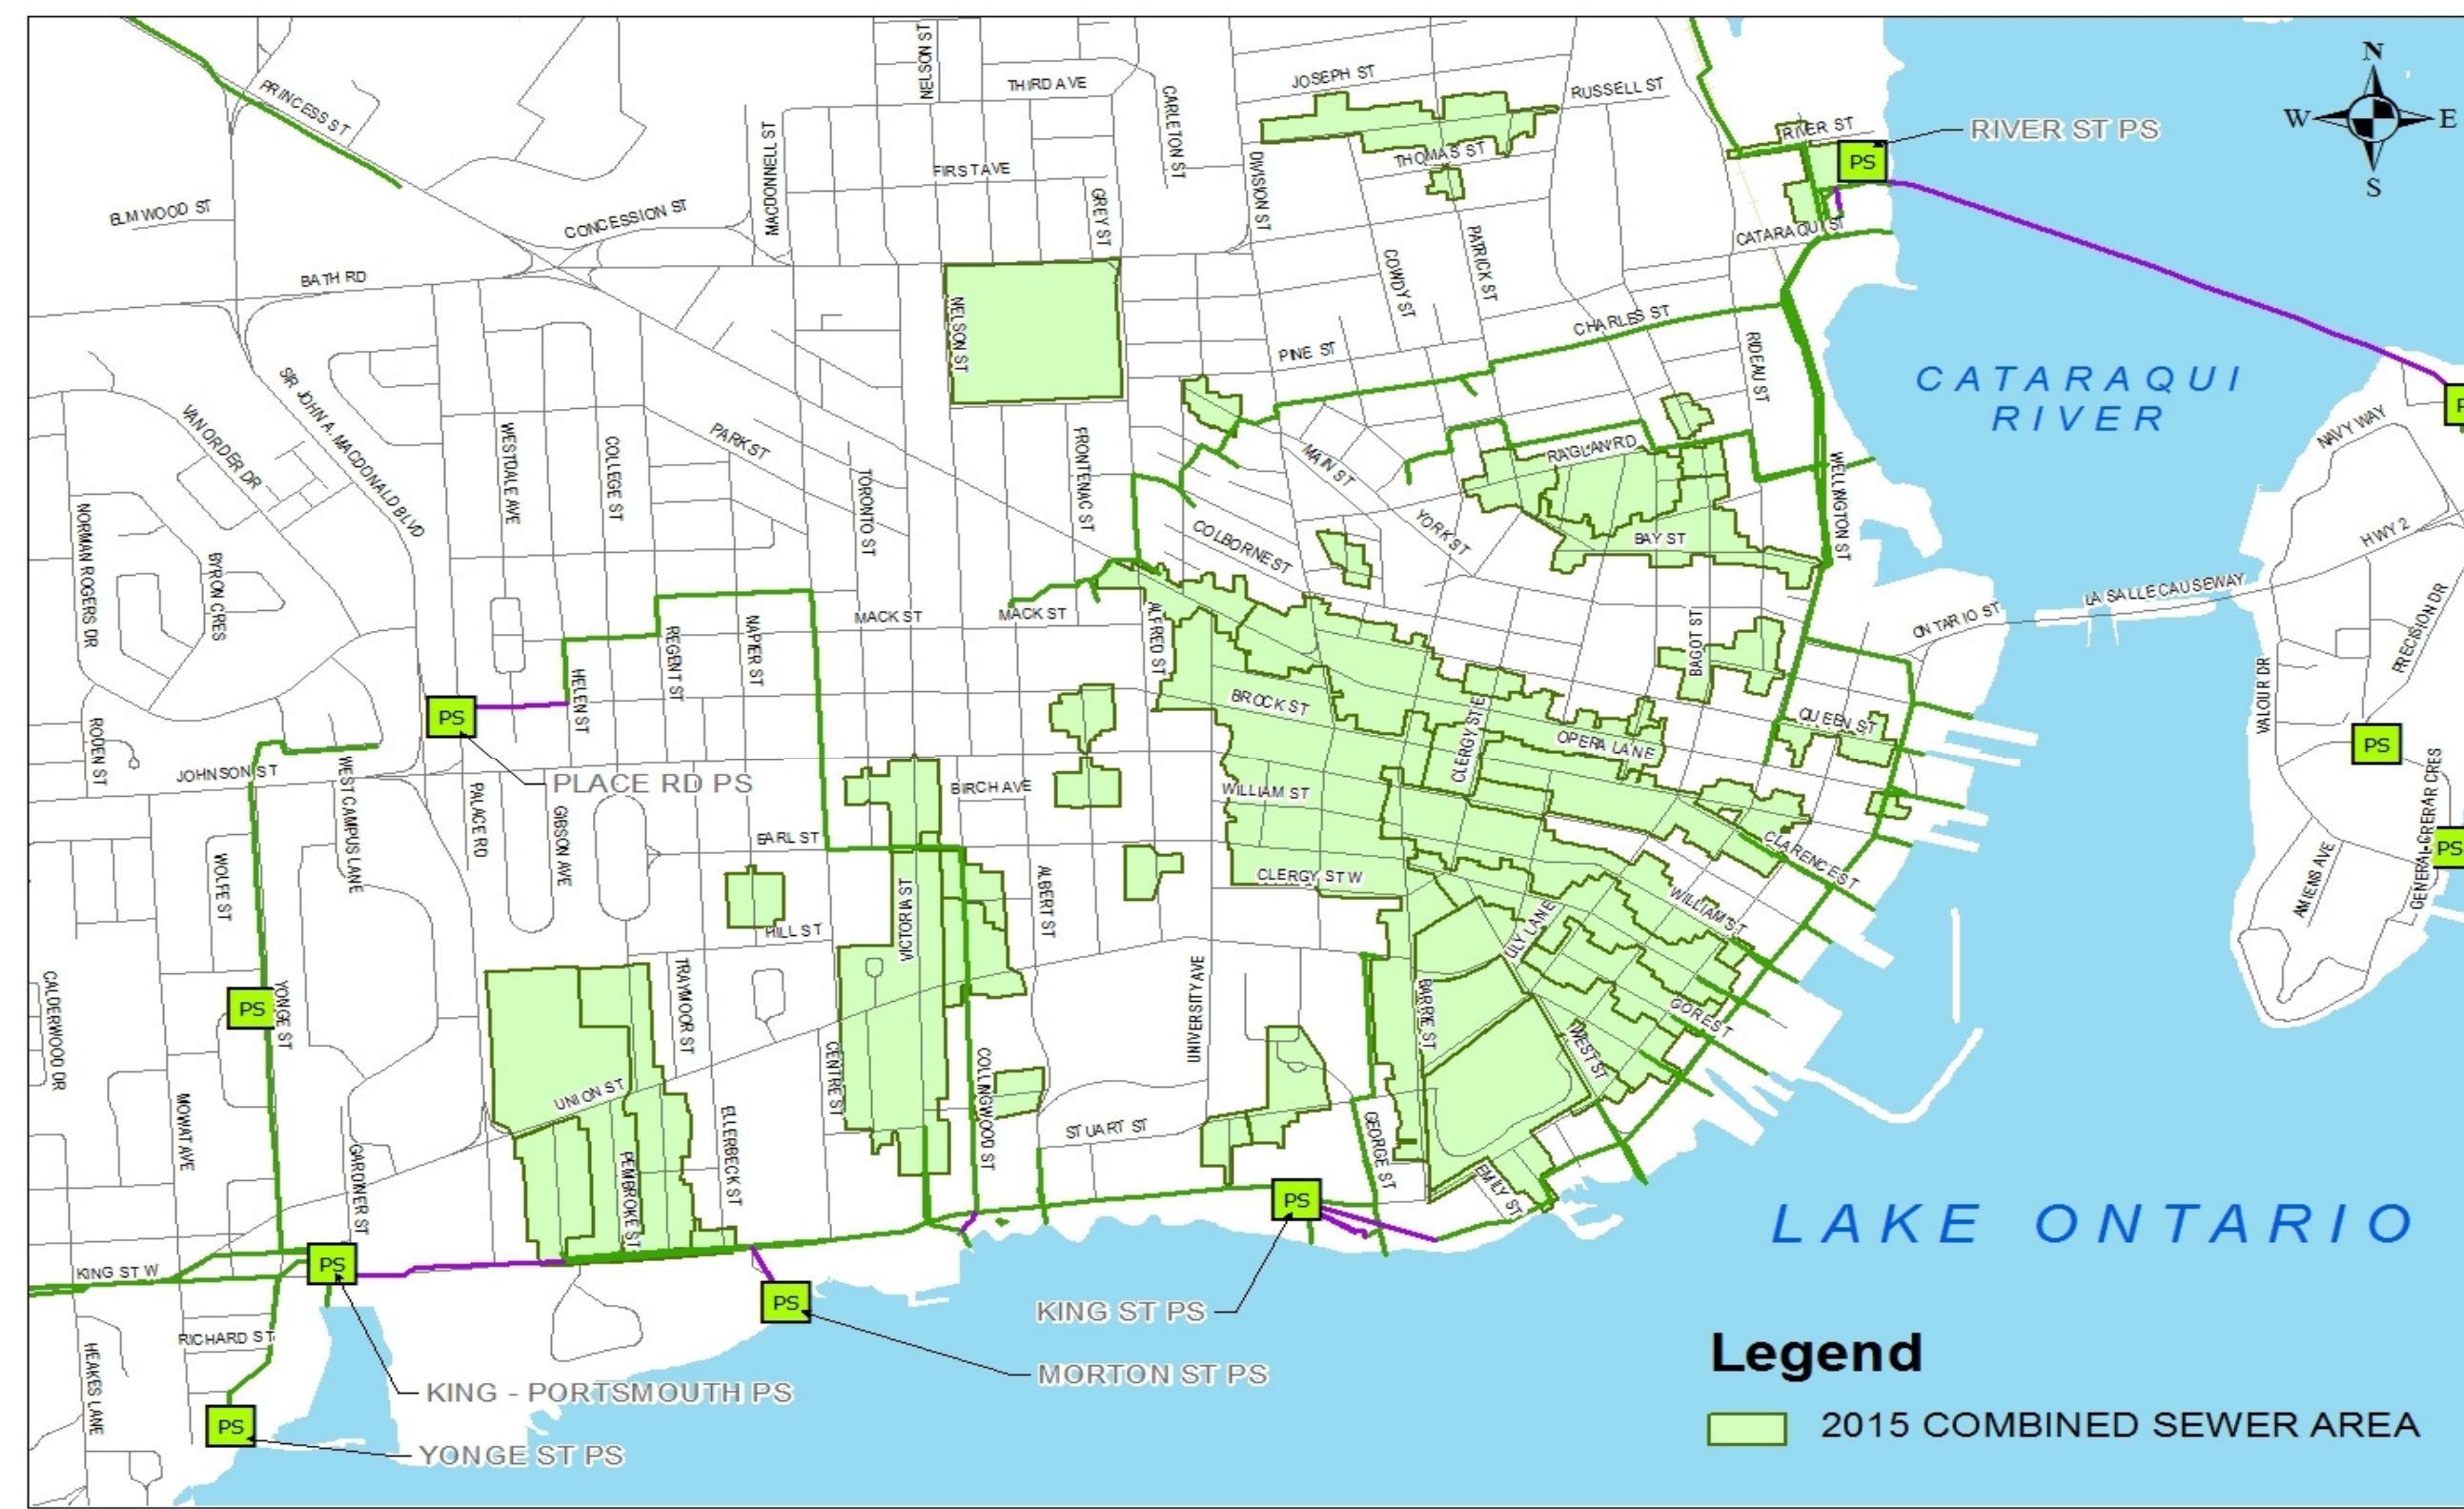 NELSON ST
THIRD AVE
JOSEPH ST
RUSSELL ST
PRINCESS ST
CARLETON ST
N
W
E
S
RIVER ST
PS
RIVER ST PS
MACDONNELL ST
FIRST AVE
DIVISION ST
THOMAS ST
ELMWOOD ST
CONCESSION ST
GREY ST
CATARAQUI ST
BATH RD
COWDY ST
PATRICK ST
NELSON ST
CHARLES ST
PINE ST
RIDEAU ST
CATARAQUI
RIVER
SIR JOHN A. MACDONALD BLVD
VAN ORDER DR
WESTDALE AVE
COLLEGE ST
PARK ST
TORONTO ST
FRONTENAC ST
MAIN ST
RAGLAN RD
WELLINGTON ST
NAVY WAY
NORMAN ROGERS DR
BYRON CRES
COLBORNE ST
YORK ST
BAY ST
HWY 2
LA SALLE CAUSEWAY
ONTARIO ST
PRECISION DR
REGENT ST
NAPIER ST
MACK ST
MACK ST
ALFRED ST
BAGOT ST
HELEN ST
VALOUR DR
RODEN ST
PS
BROCK ST
CLERGY ST E
OPERA LANE
QUEEN ST
PS
JOHNSON ST
WEST CAMPUS LANE
PLACE RD PS
PALACE RD
GIBSON AVE
BIRCH AVE
WILLIAM ST
EARL ST
CLARENCE ST
GENERAL CRERAR CRES
PS
WOLFE ST
VICTORIA ST
ALBERT ST
CLERGY ST W
WILLIAM ST
LILY LANE
AMIENS AVE
HILL ST
CALDERWOOD DR
PS
YONGE ST
TRAYMOOR ST
UNIVERSITY AVE
BARRIE ST
GORE ST
WEST ST
CENTRE ST
COLLINGWOOD ST
UNION ST
MOWAT AVE
GARDINER ST
PEMBROKE ST
ELLERBECK ST
STUART ST
GEORGE ST
EMILY ST
PS
LAKE ONTARIO
KING ST W
PS
PS
KING ST PS
RICHARD ST
HEAKES LANE
MORTON ST PS
KING - PORTSMOUTH PS
PS
YONGE ST PS
Legend
2015 COMBINED SEWER AREA